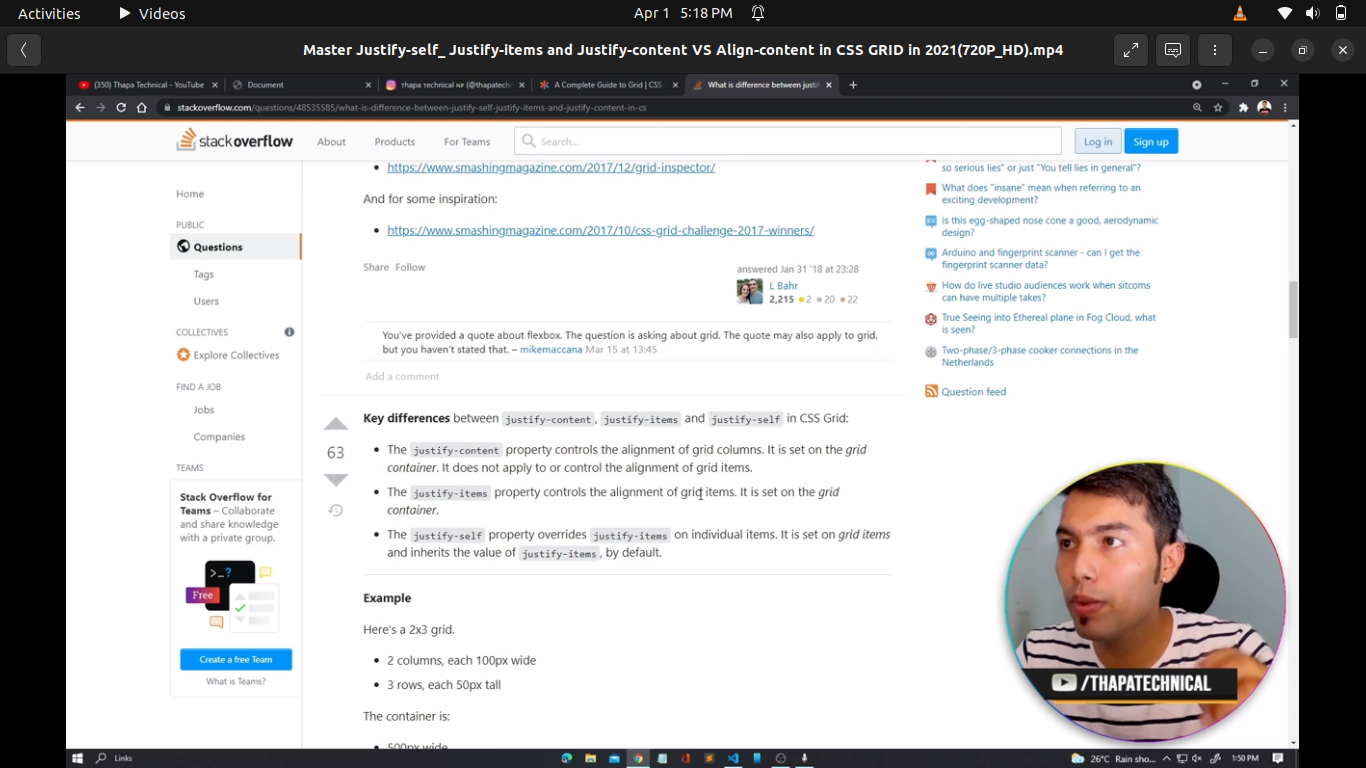 Activities
Videos
Apr 1 5:18 PM
Master Justify-self_ Justify-items and Justify-content VS Align-content in CSS GRID in 2021(720P_HD).mp4
(350) Thapa Technical - YouTube
Document
What is difference between justi
A Complete Guide to Grid | CSS-
stackoverflow.com/questions/48535585/what-is-difference-between-justify-self-justify-items-and-justify-content-in-cs
stackoverflow
About
Products
For Teams
Search...
Log in
Sign up
Home
PUBLIC
Questions
Tags
Users
COLLECTIVES
Explore Collectives
FIND A JOB
Jobs
Companies
TEAMS
Stack Overflow for
Teams – Collaborate
and share knowledge
with a private group.
>_?
Free
Create a free Team
What is Teams?
https://www.smashingmagazine.com/2017/12/grid-inspector/
And for some inspiration:
https://www.smashingmagazine.com/2017/10/css-grid-challenge-2017-winners/
Share Follow
answered Jan 31 '18 at 23:28
L Bahr
2,215 2 20 22
You've provided a quote about flexbox. The question is asking about grid. The quote may also apply to grid,
but you haven't stated that. – mikemaccana Mar 15 at 13:45
Add a comment
63
Key differences between justify-content, justify-items and justify-self in CSS Grid:
The justify-content property controls the alignment of grid columns. It is set on the grid
container. It does not apply to or control the alignment of grid items.
The justify-items property controls the alignment of grid items. It is set on the grid
container.
The justify-self property overrides justify-items on individual items. It is set on grid items
and inherits the value of justify-items, by default.
Example
Here's a 2x3 grid.
2 columns, each 100px wide
3 rows, each 50px tall
The container is:
500px wide
so serious lies" or just "You tell lies in general"?
What does "insane" mean when referring to an
exciting development?
Is this egg-shaped nose cone a good, aerodynamic
design?
Arduino and fingerprint scanner - can I get the
fingerprint scanner data?
How do live studio audiences work when sitcoms
can have multiple takes?
True Seeing into Ethereal plane in Fog Cloud, what
is seen?
Two-phase/3-phase cooker connections in the
Netherlands
Question feed
/THAPATECHNICAL
Links
26°C Rain sho...
1:50 PM